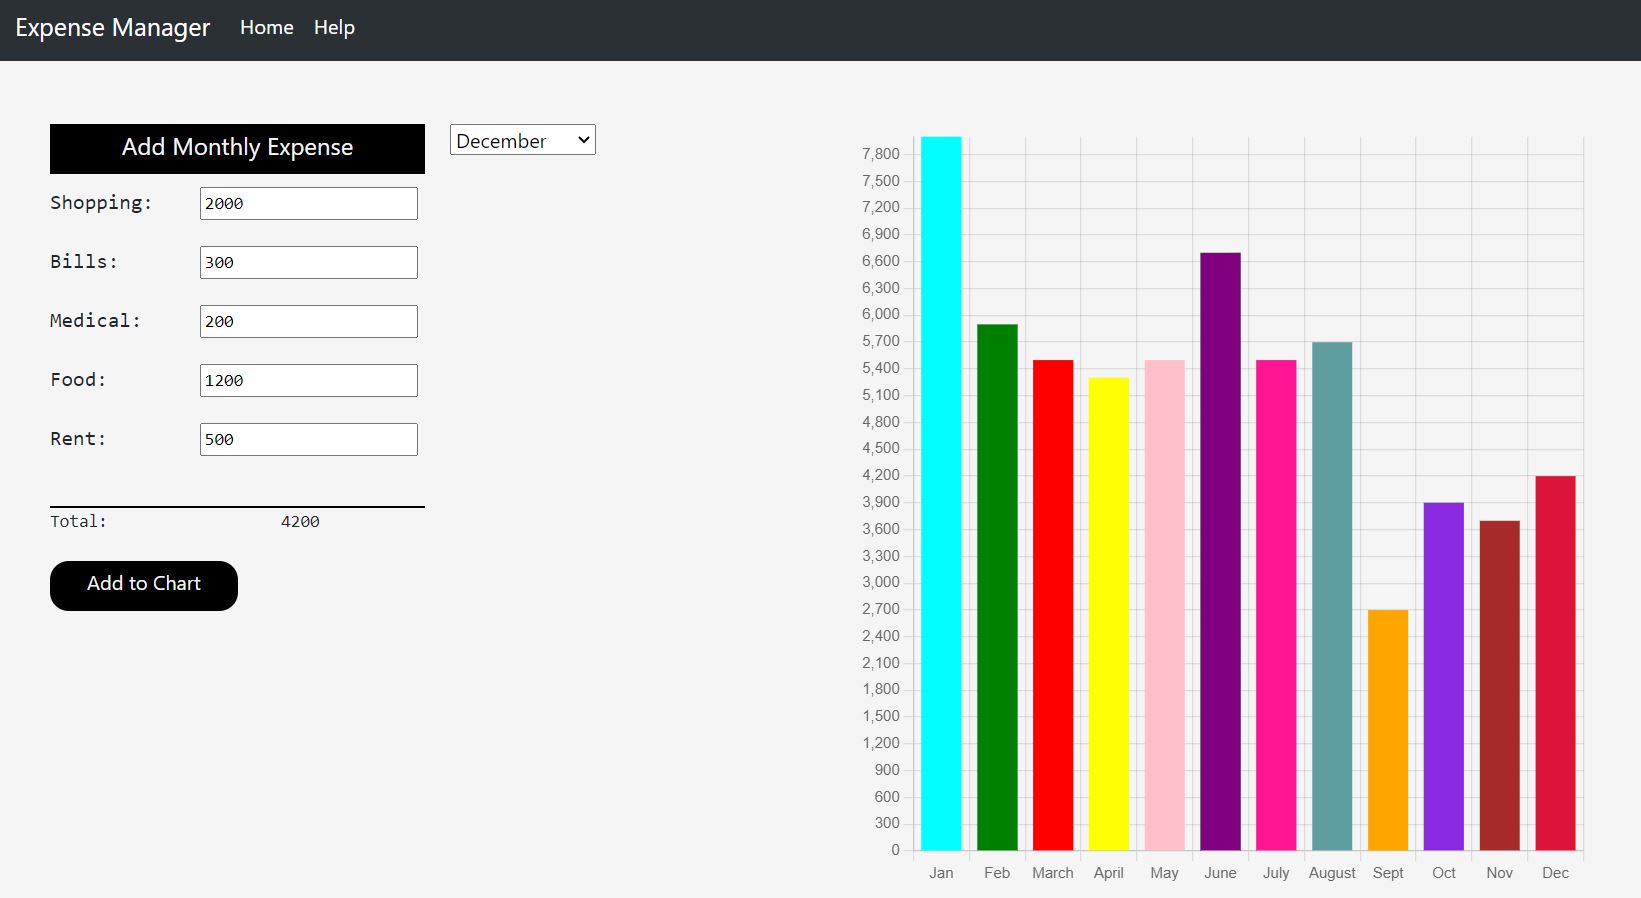 Expense Manager Home Help
Add Monthly Expense
December
Shopping: 2000
Bills: 300
Medical: 200
Food: 1200
Rent: 500
Total: 4200
Add to Chart
7,800
7,500
7,200
6,900
6,600
6,300
6,000
5,700
5,400
5,100
4,800
4,500
4,200
3,900
3,600
3,300
3,000
2,700
2,400
2,100
1,800
1,500
1,200
900
600
300
0
Jan Feb March April May June July August Sept Oct Nov Dec